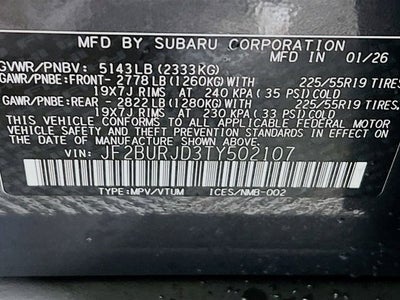 MFD BY SUBARU CORPORATION MFD IN 01/26
GVWR/PNBV: 5143LB (2333KG)
GAWR/PNBE:FRONT- 2778LB (1260KG) WITH 225/55R19 TIRES,
19X7J RIMS AT 240 KPA (35 PSI) COLD
GAWR/PNBE:REAR - 2822LB (1280KG) WITH 225/55R19 TIRES,
19X7J RIMS AT 230 KPA (33 PSI) COLD
THIS VEHICLE CONFORMS TO ALL APPLICABLE FEDERAL MOTOR
VEHICLE SAFETY, BUMPER, AND THEFT PREVENTION STANDARDS
IN EFFECT ON THE DATE OF MANUFACTURE SHOWN ABOVE.
VIN: JF2BURJD3TY502107
TYPE:MPV/VTUM ICES/NMB-002